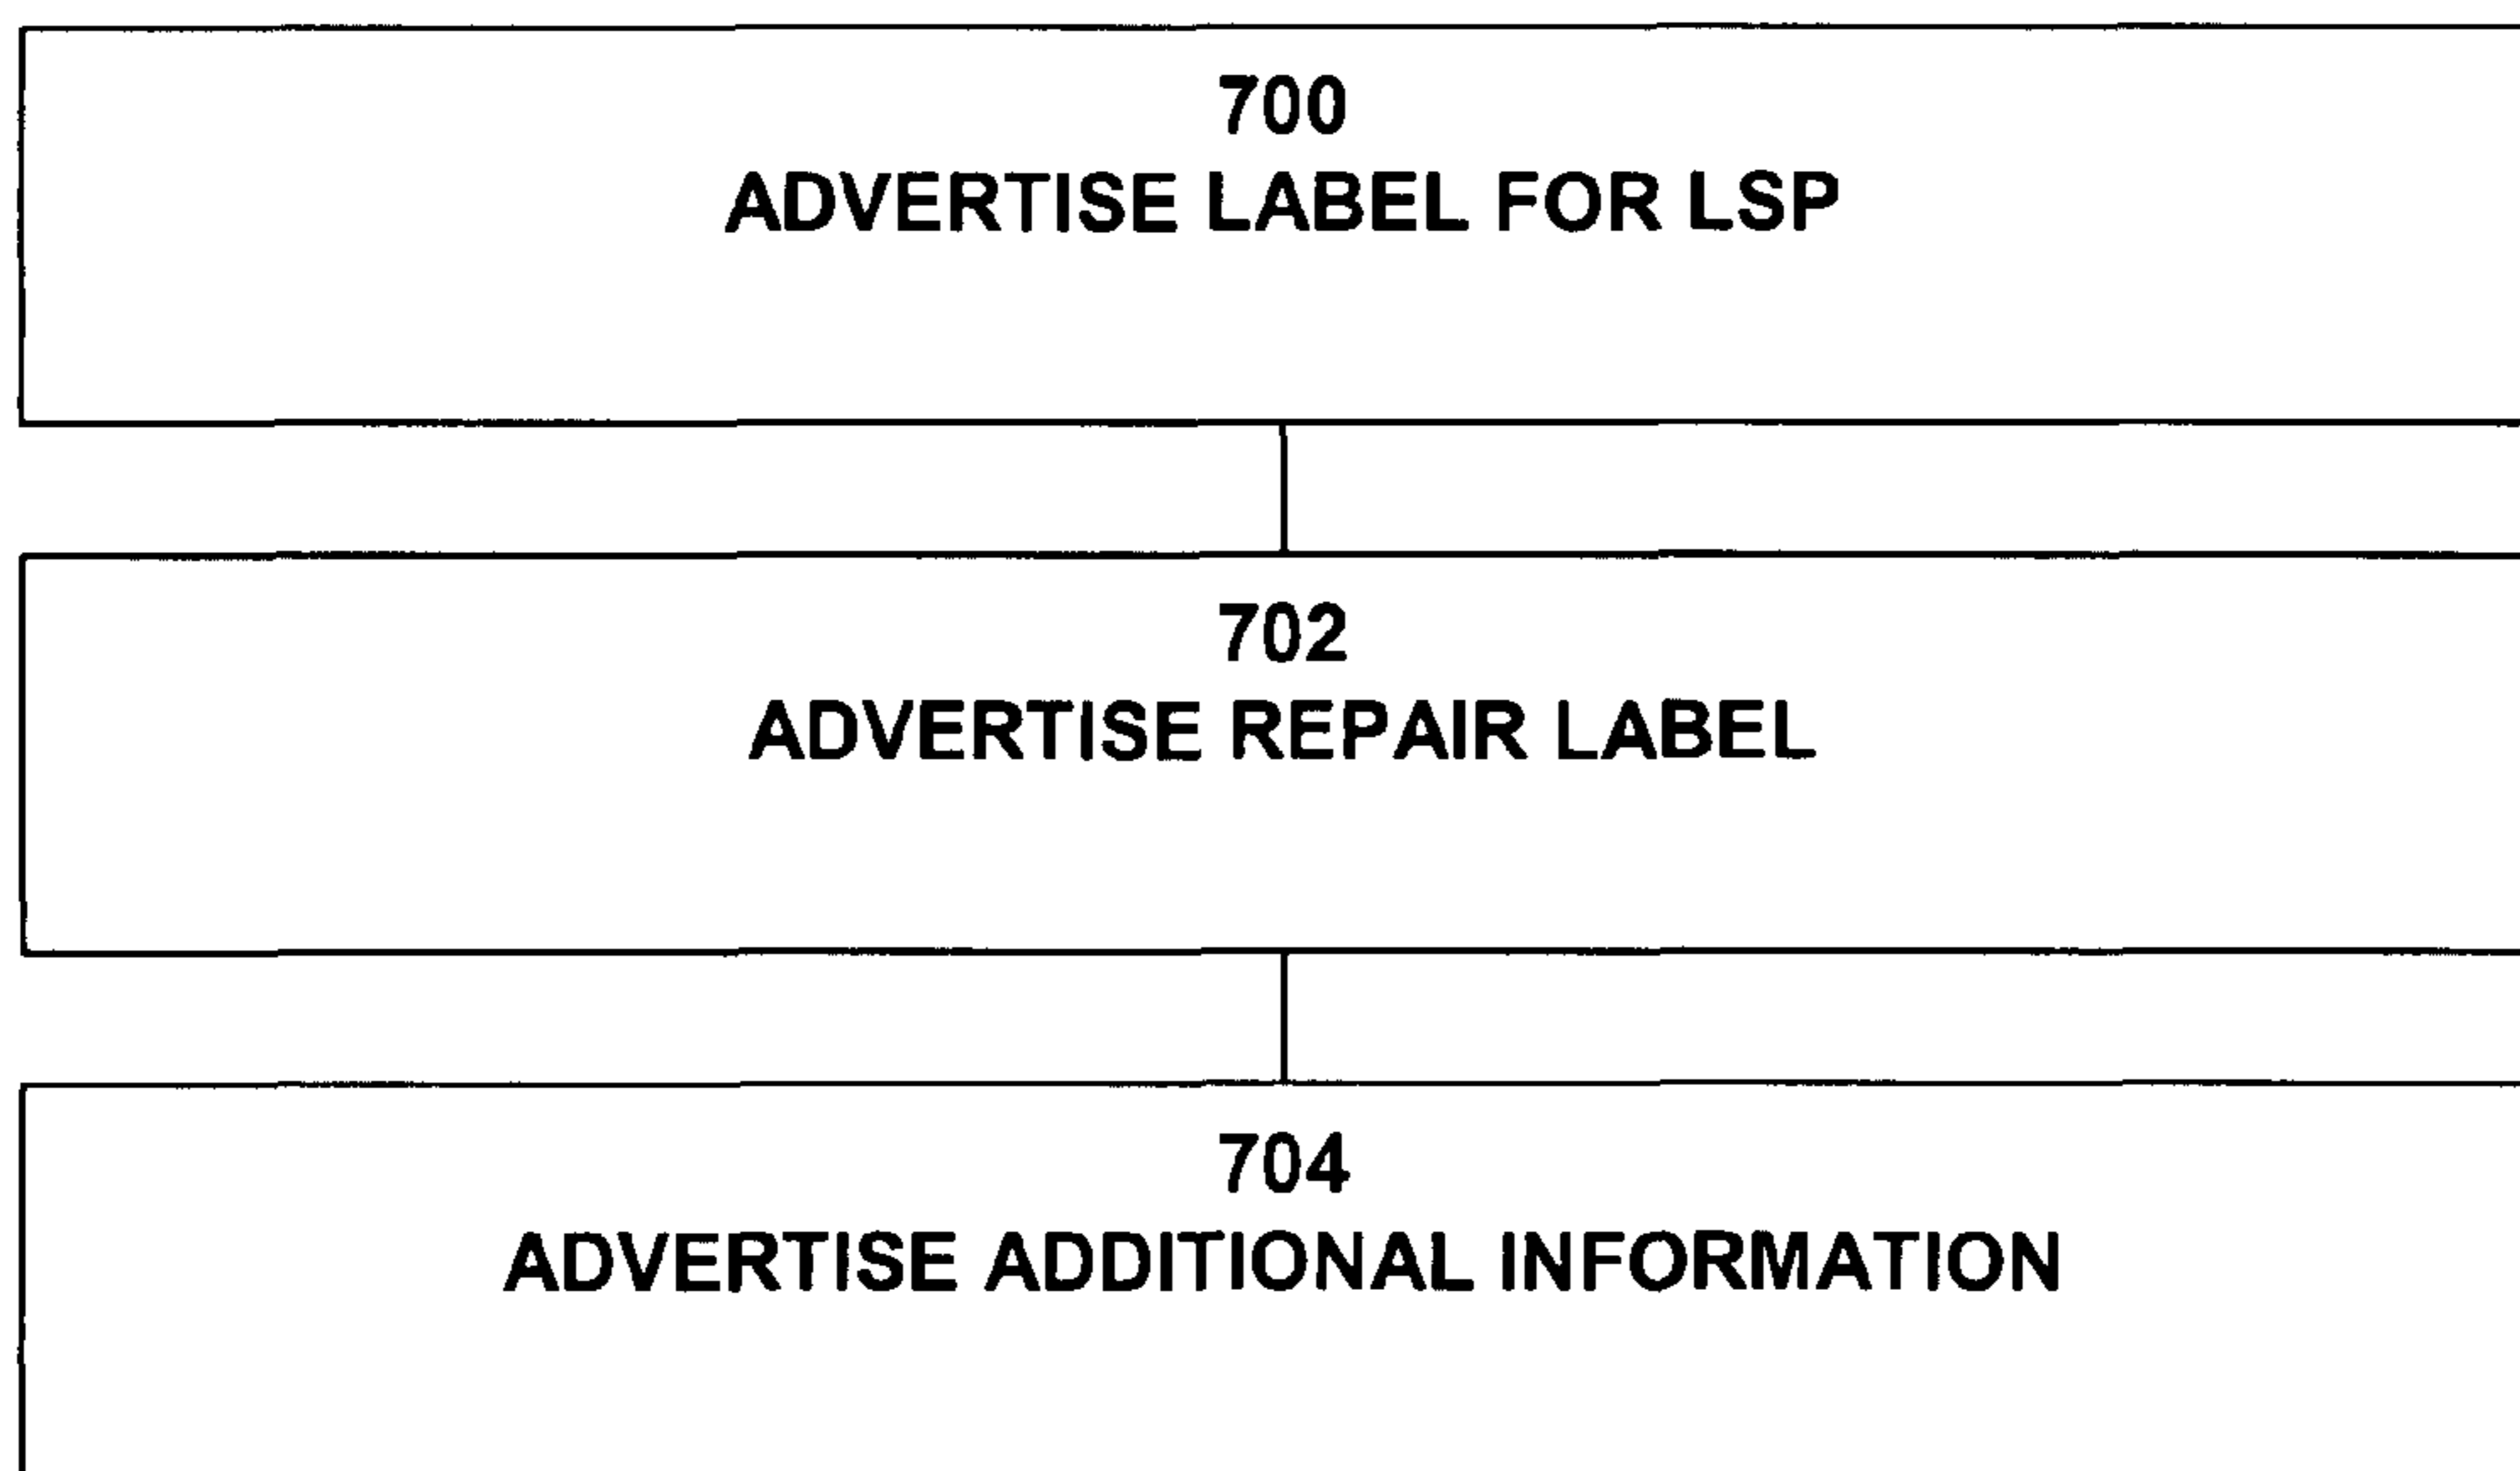 700
ADVERTISE LABEL FOR LSP
702
ADVERTISE REPAIR LABEL
704
ADVERTISE ADDITIONAL INFORMATION